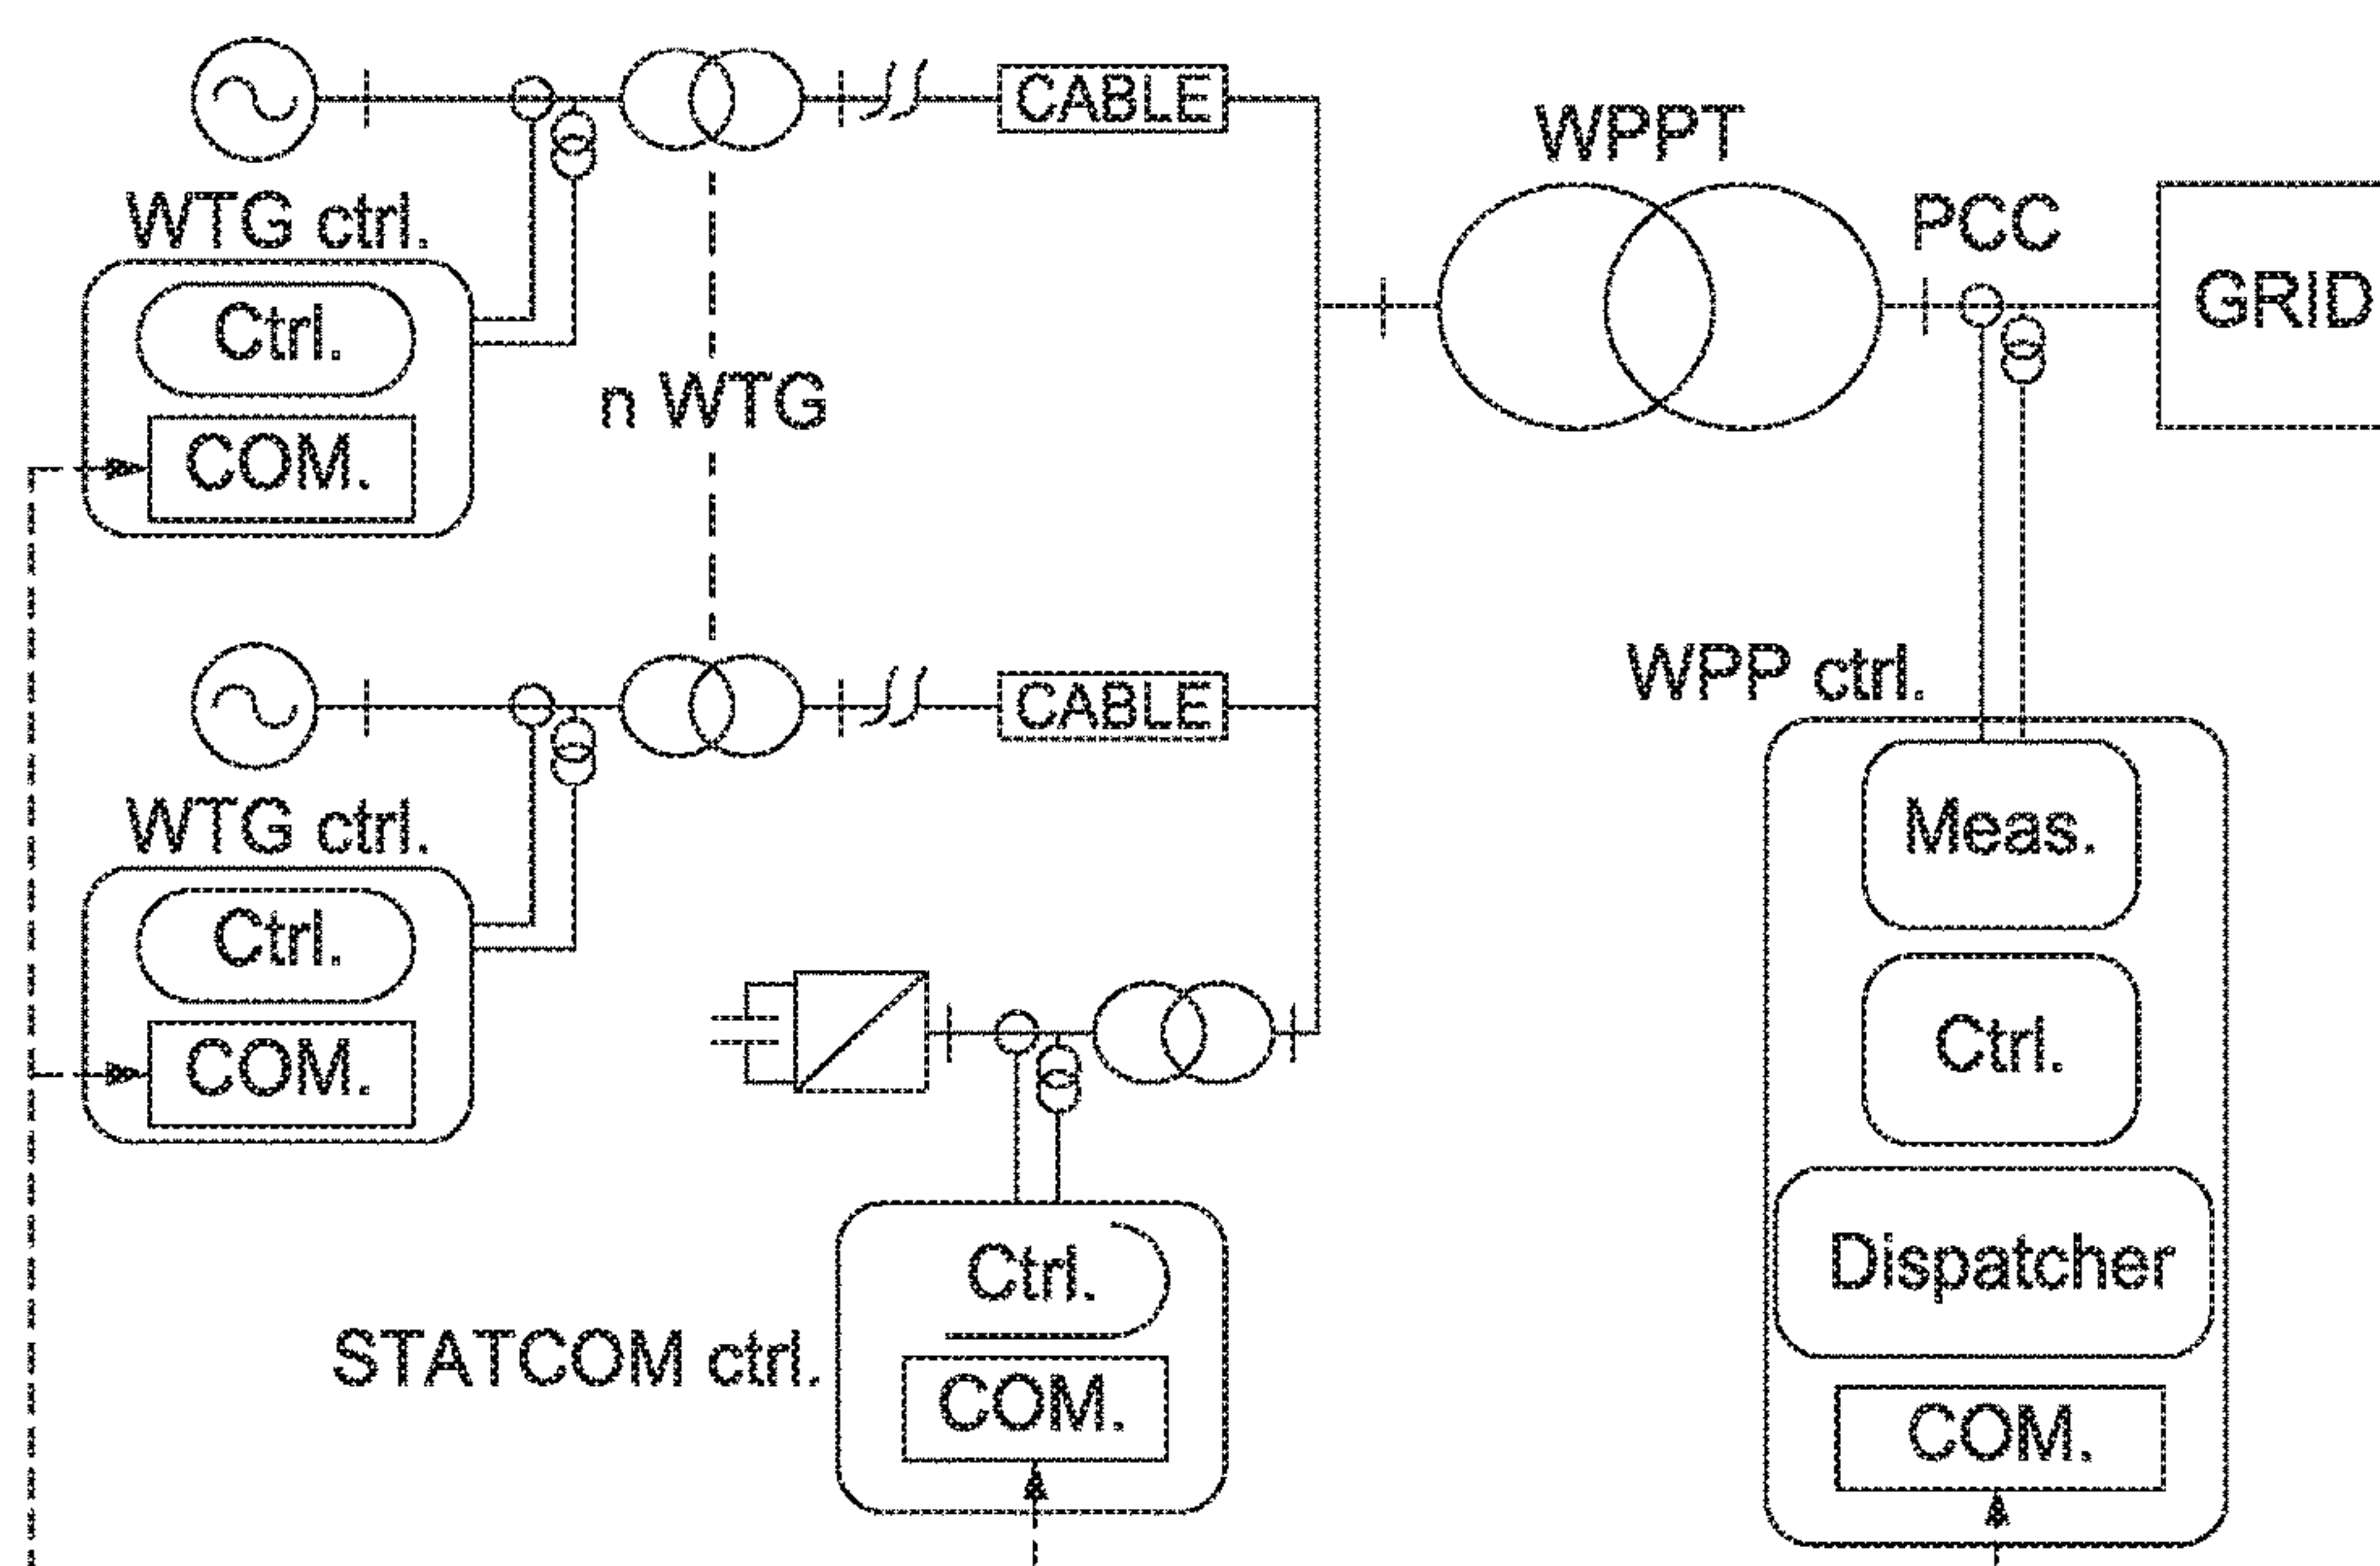 CABLE
WPPT
WTG ctrl.
PCC
Ctrl.
GRID
n WTG
COM.
CABLE
WPP ctrl.
WTG ctrl.
Meas.
Ctrl.
COM.
Ctrl.
Ctrl.
Dispatcher
STATCOM ctrl.
COM.
COM.